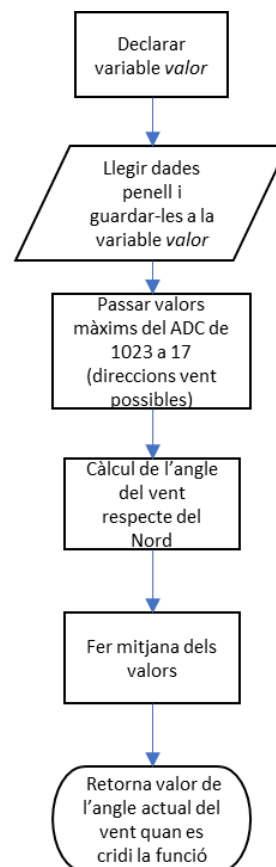 Declarar
variable valor
Llegir dades
penell i
guardar-les a la
variable valor
Passar valors
màxims del ADC de
1023 a 17
(direccions vent
possibles)
Càlcul de l'angle
del vent
respecte del
Nord
Fer mitjana dels
valors
Retorna valor de
l'angle actual del
vent quan es
cridi la funció